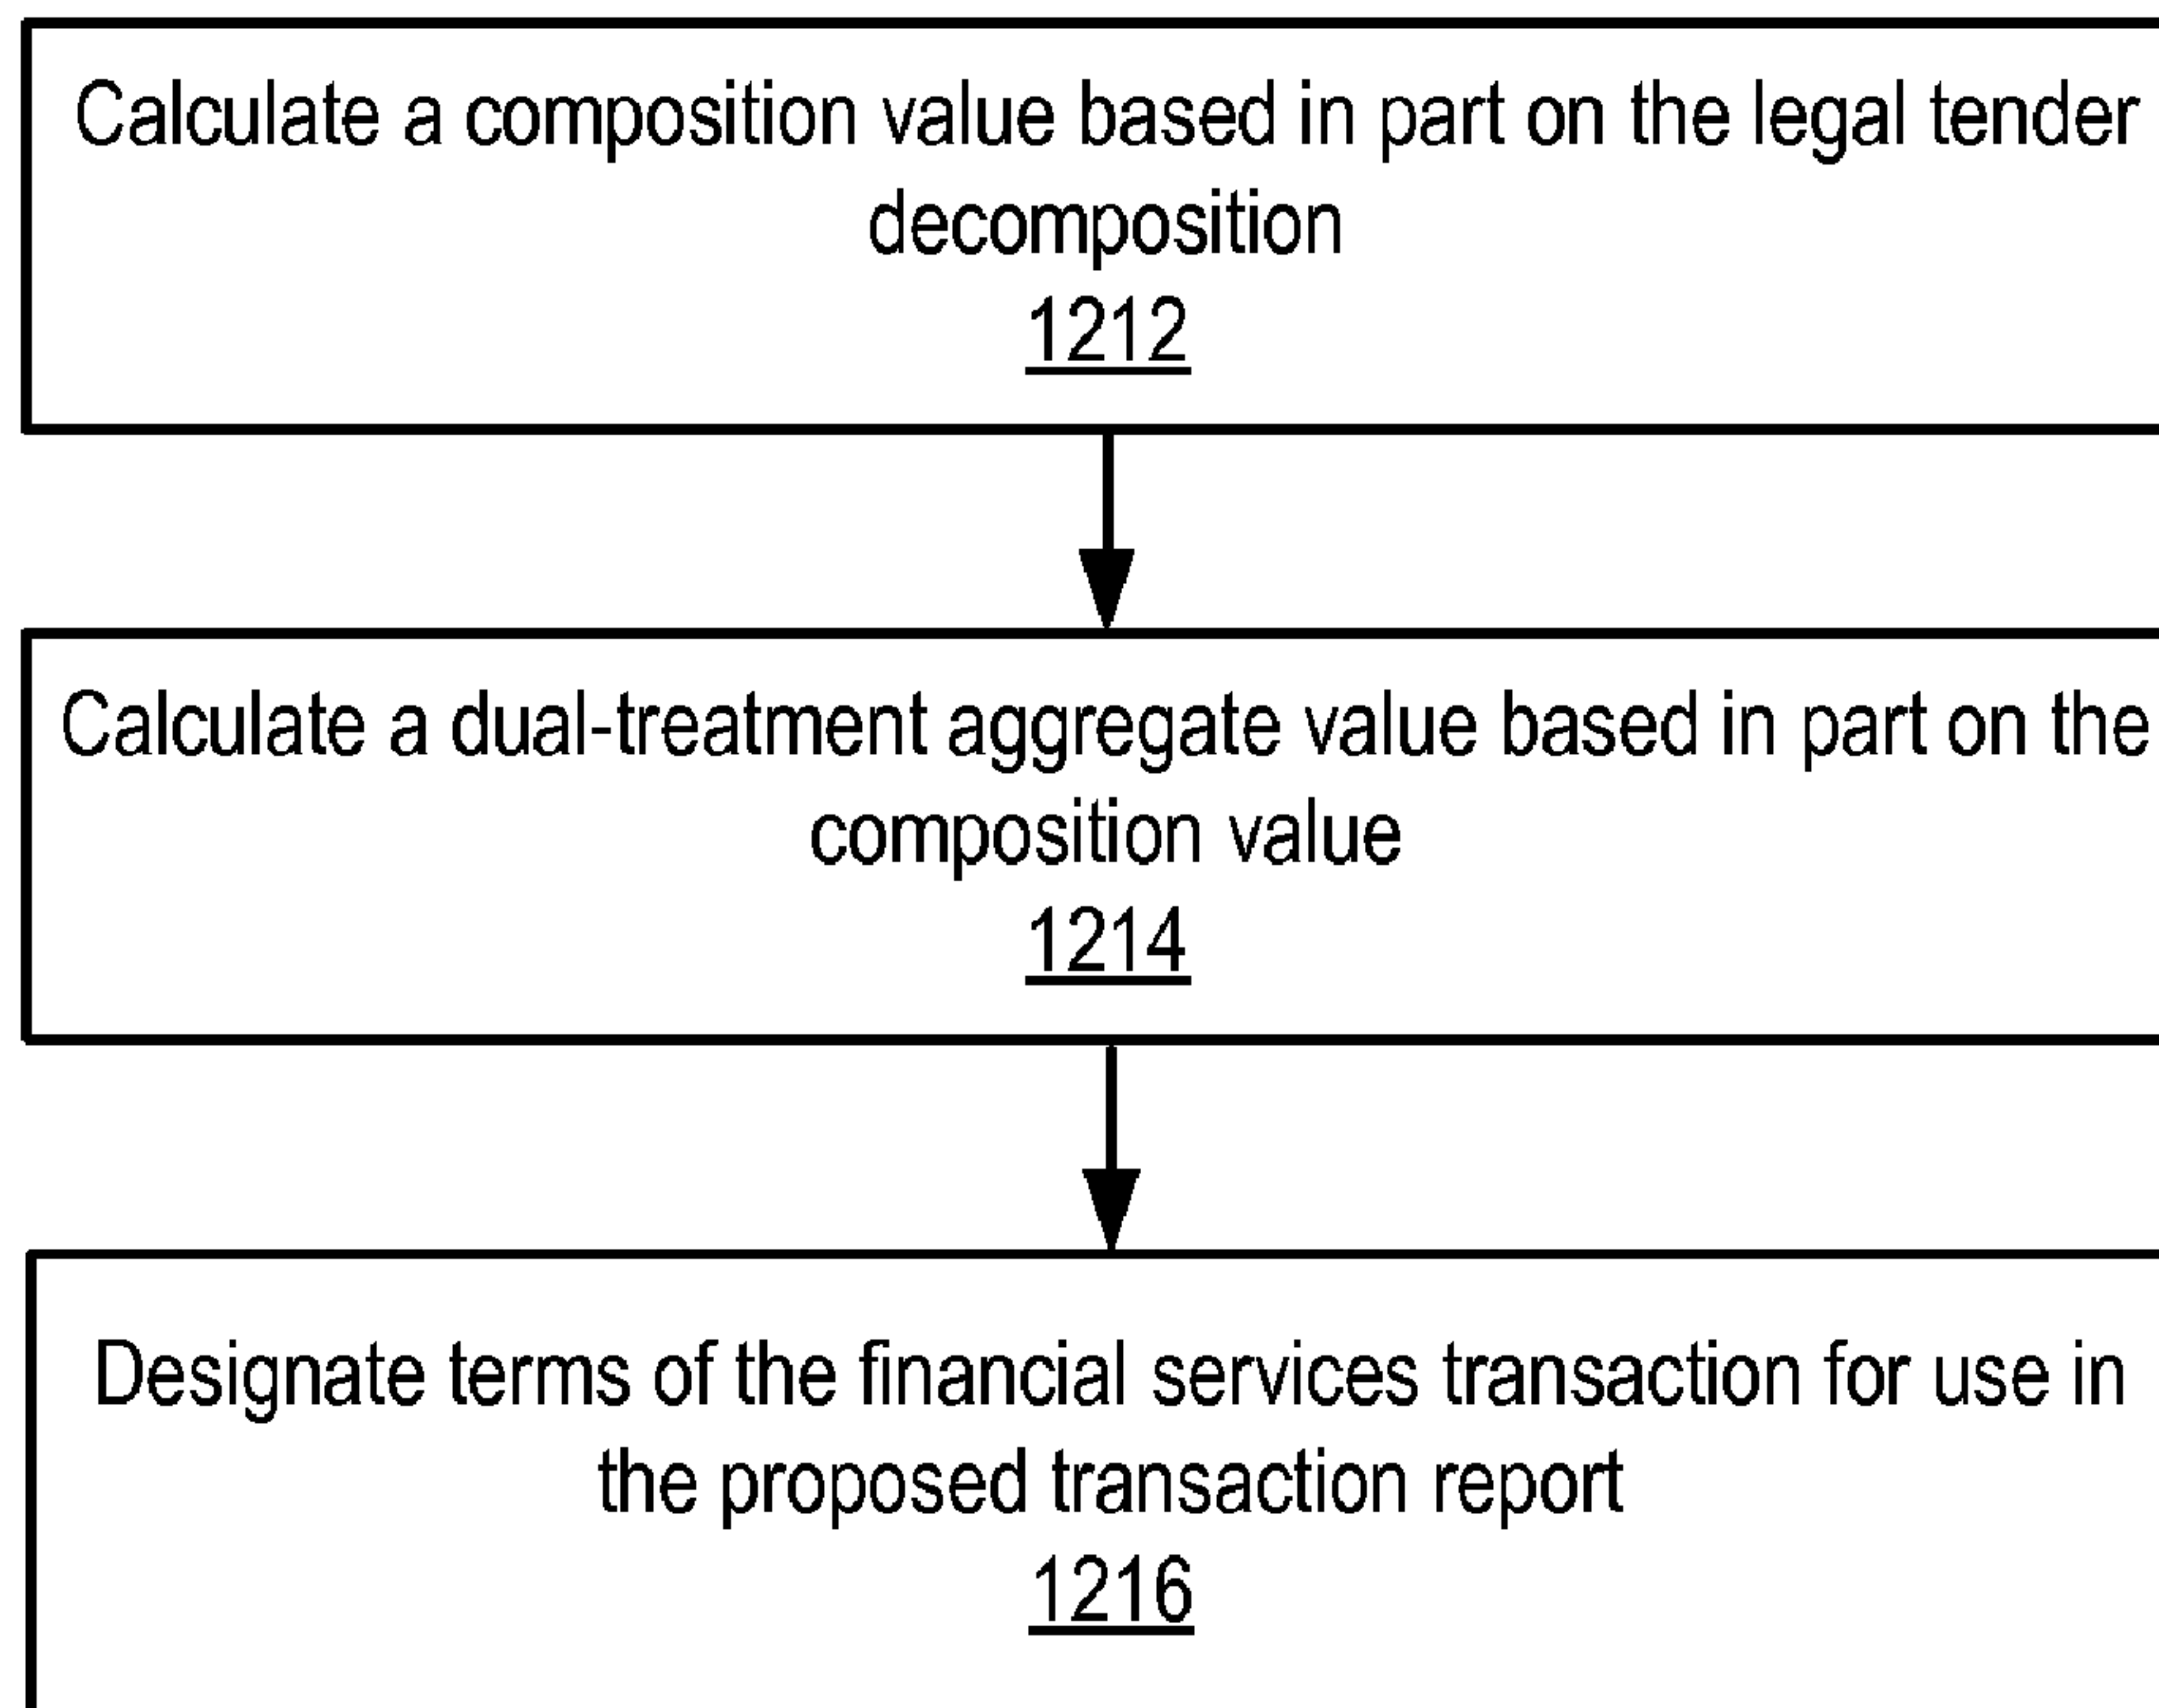 Calculate a composition value based in part on the legal tender
decomposition
1212
Calculate a dual-treatment aggregate value based in part on the
composition value
1214
Designate terms of the financial services transaction for use in
the proposed transaction report
1216